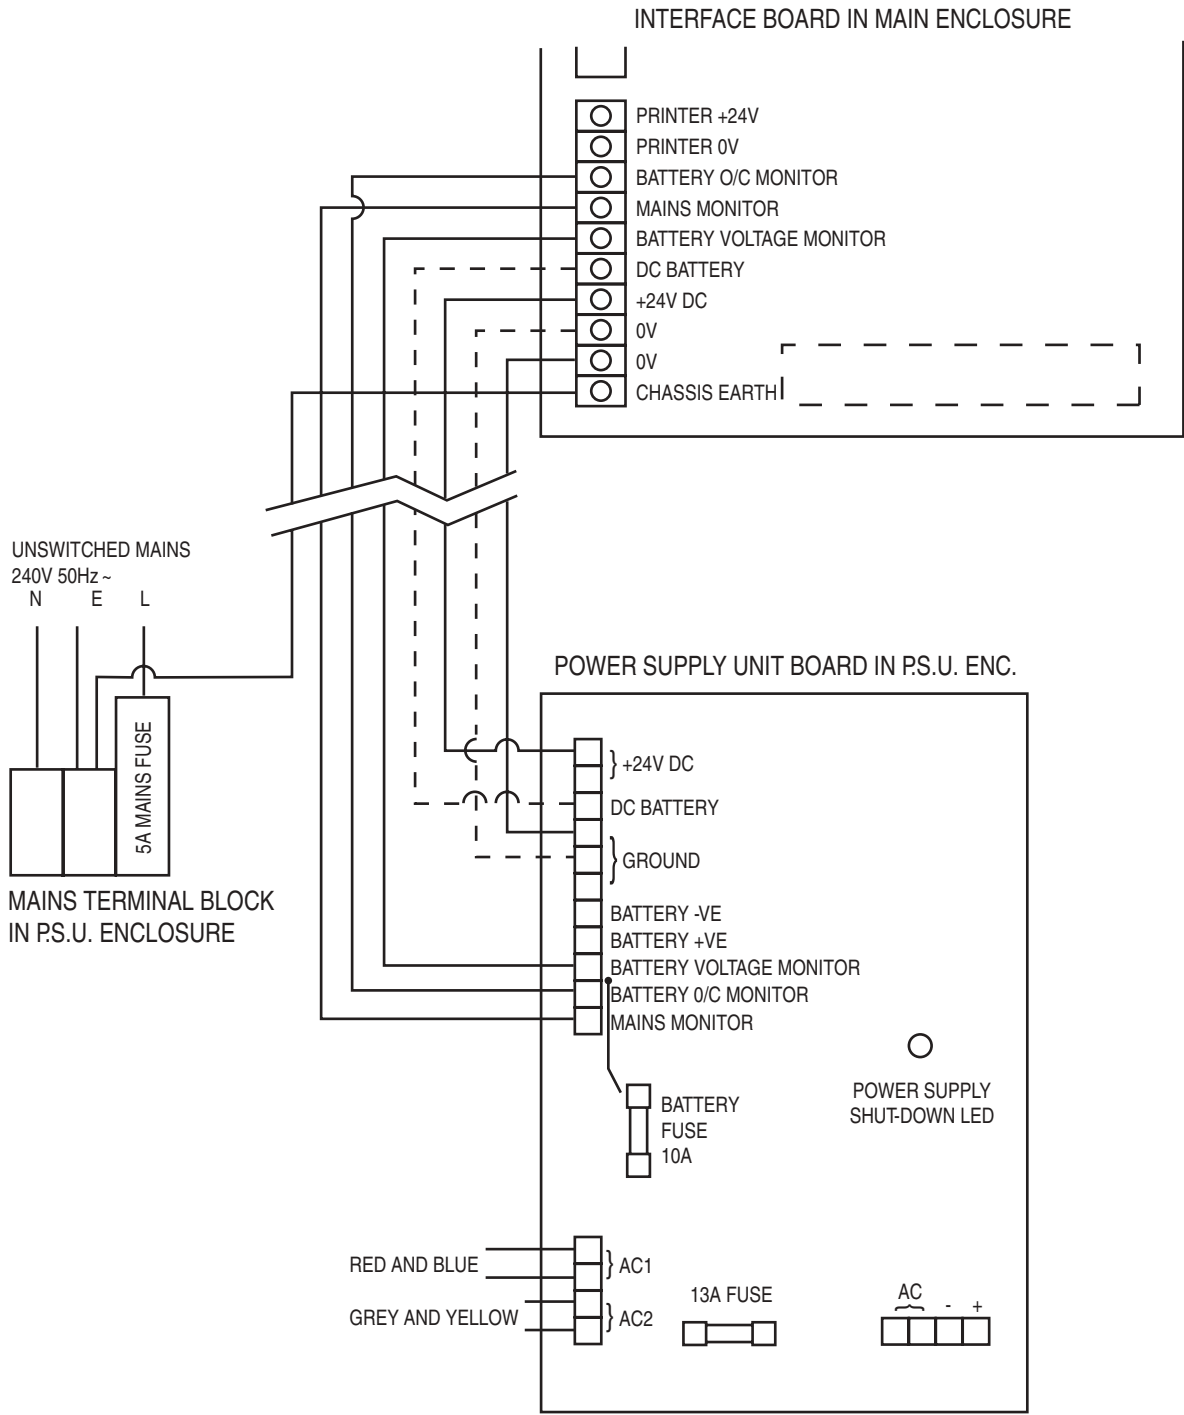 INTERFACE BOARD IN MAIN ENCLOSURE
PRINTER +24V
PRINTER 0V
BATTERY O/C MONITOR
MAINS MONITOR
BATTERY VOLTAGE MONITOR
DC BATTERY
+24V DC
0V
0V
CHASSIS EARTH
UNSWITCHED MAINS
240V 50Hz ~
N E L
5A MAINS FUSE
MAINS TERMINAL BLOCK
IN P.S.U. ENCLOSURE
POWER SUPPLY UNIT BOARD IN P.S.U. ENC.
+24V DC
DC BATTERY
GROUND
BATTERY -VE
BATTERY +VE
BATTERY VOLTAGE MONITOR
BATTERY 0/C MONITOR
MAINS MONITOR
POWER SUPPLY
SHUT-DOWN LED
BATTERY
FUSE
10A
RED AND BLUE
AC1
GREY AND YELLOW
AC2
13A FUSE
AC - +